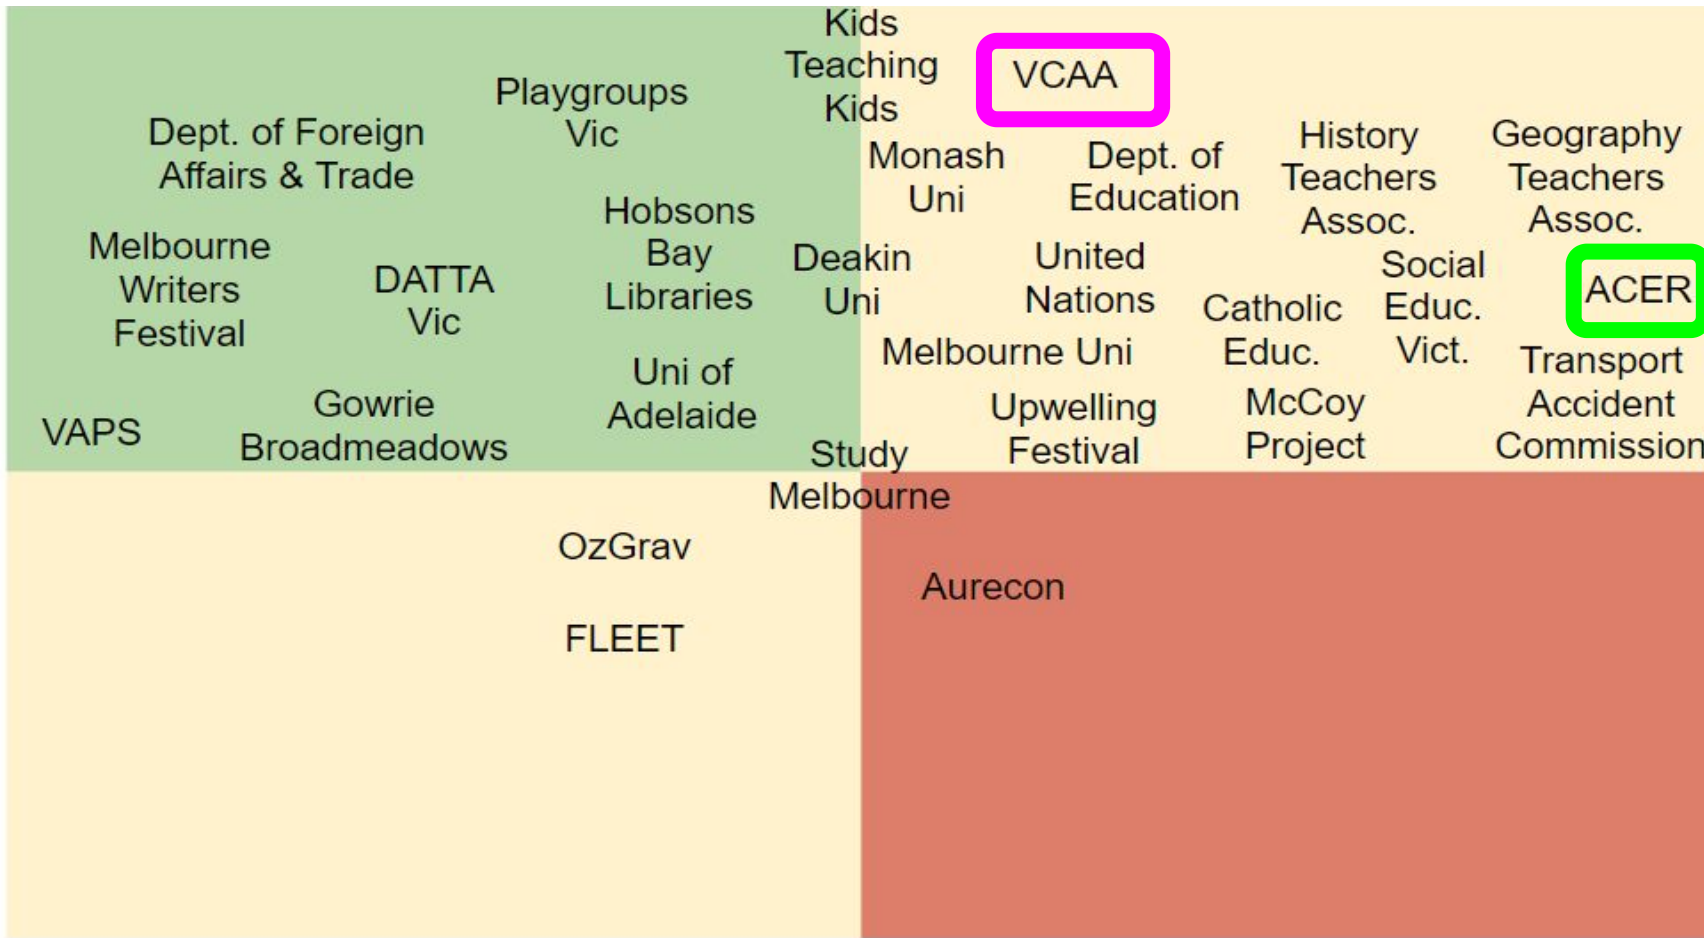 Kids
Teaching
Kids
VCAA
Playgroups
Vic
Dept. of Foreign
Affairs & Trade
Monash
Uni
Dept. of
Education
History
Teachers
Assoc.
Geography
Teachers
Assoc.
Hobsons
Bay
Libraries
Melbourne
Writers
Festival
DATTA
Vic
Deakin
Uni
United
Nations
Catholic
Educ.
Social
Educ.
Vict.
ACER
Melbourne Uni
Uni of
Adelaide
Transport
Accident
Commission
VAPS
Gowrie
Broadmeadows
Upwelling
Festival
McCoy
Project
Study
Melbourne
OzGrav
Aurecon
FLEET